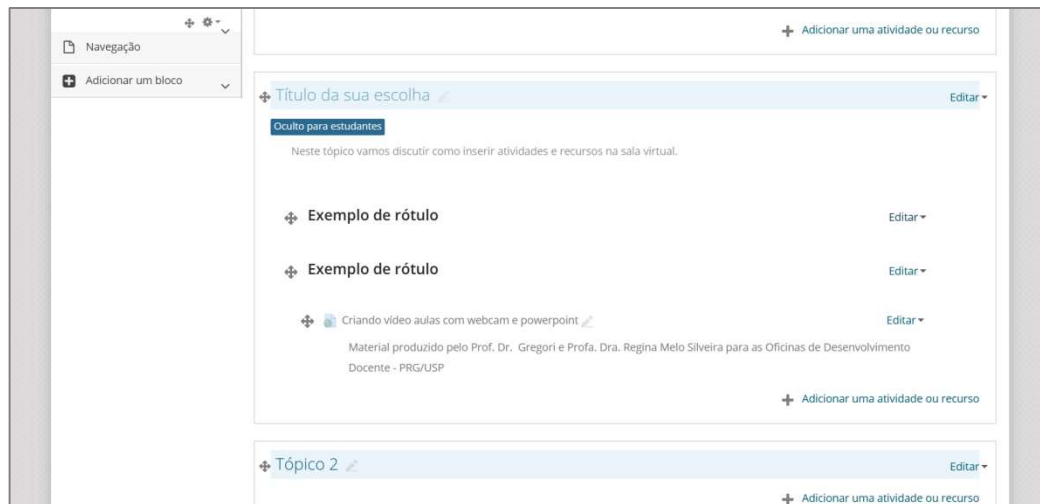 Adicionar uma atividade ou recurso
Navegação
Adicionar um bloco
Título da sua escolha
Editar
Oculto para estudantes
Neste tópico vamos discutir como inserir atividades e recursos na sala virtual.
Exemplo de rótulo
Editar
Exemplo de rótulo
Editar
Criando vídeo aulas com webcam e powerpoint
Editar
Material produzido pelo Prof. Dr. Gregori e Profa. Dra. Regina Melo Silveira para as Oficinas de Desenvolvimento
Docente - PRG/USP
Adicionar uma atividade ou recurso
Tópico 2
Editar
Adicionar uma atividade ou recurso